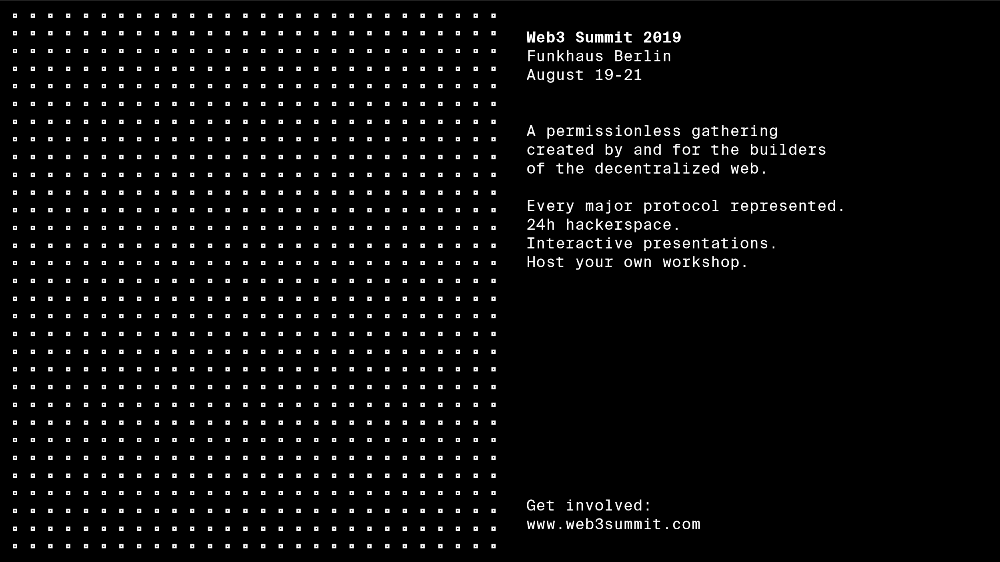 Web3 Summit 2019
Funkhaus Berlin
August 19-21
A permissionless gathering
created by and for the builders
of the decentralized web.
Every major protocol represented.
24h hackerspace.
Interactive presentations.
Host your own workshop.
Get involved:
www.web3summit.com